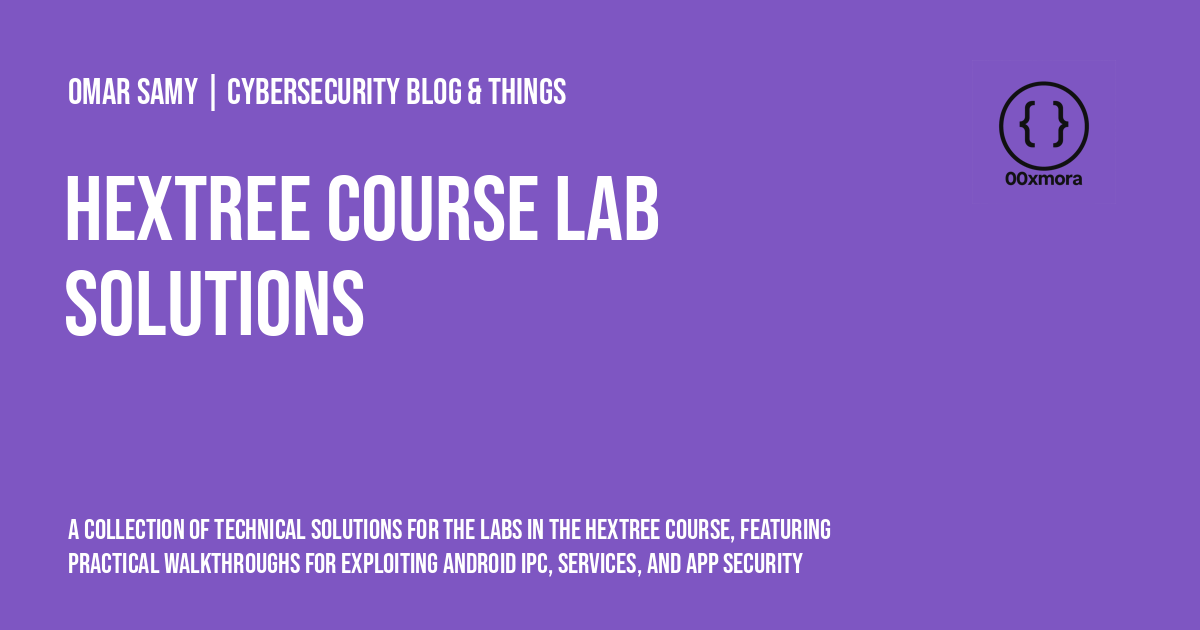 OMAR SAMY | CYBERSECURITY BLOG & THINGS
{ }
00xmora
HEXTREE COURSE LAB
SOLUTIONS
A COLLECTION OF TECHNICAL SOLUTIONS FOR THE LABS IN THE HEXTREE COURSE, FEATURING
PRACTICAL WALKTHROUGHS FOR EXPLOITING ANDROID IPC, SERVICES, AND APP SECURITY